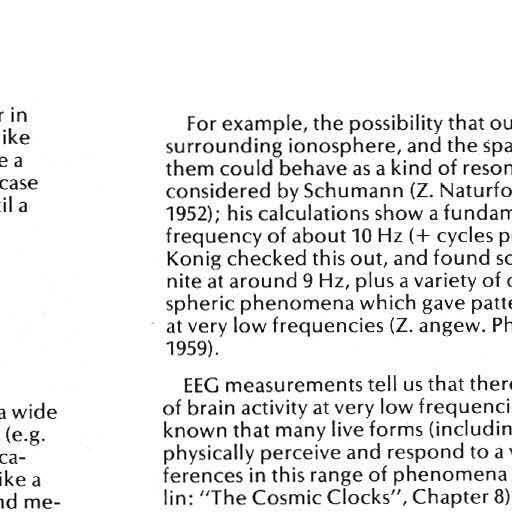 r in
ike
e a
case
il a
a wide
(e.g.
ca-
ike a
nd me-
For example, the possibility that ou
surrounding ionosphere, and the spa
them could behave as a kind of reson
considered by Schumann (Z. Naturfo
1952); his calculations show a fundam
frequency of about 10 Hz (+ cycles p
Konig checked this out, and found so
nite at around 9 Hz, plus a variety of o
spheric phenomena which gave patte
at very low frequencies (Z. angew. Ph
1959).
EEG measurements tell us that there
of brain activity at very low frequenci
known that many live forms (includin
physically perceive and respond to a v
ferences in this range of phenomena
lin: “The Cosmic Clocks”, Chapter 8)